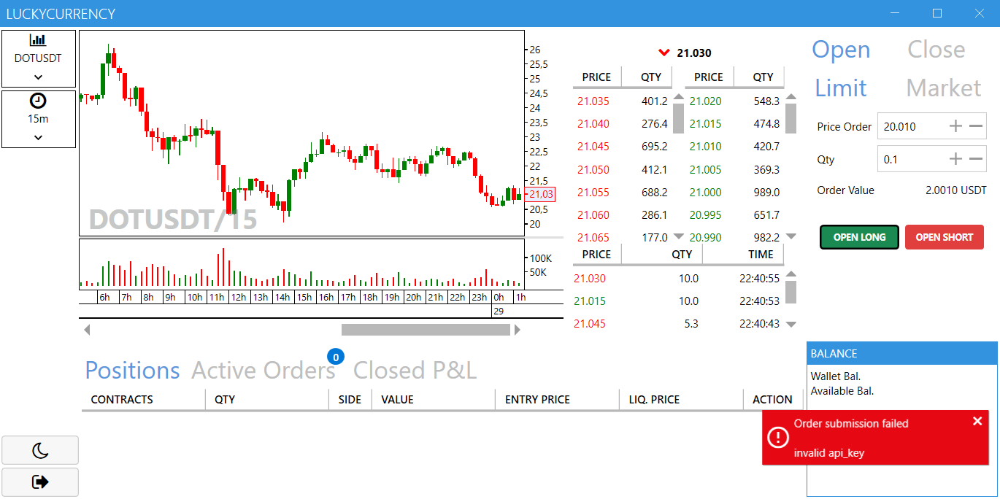 LUCKYCURRENCY
DOTUSDT
15m
26
25,5
25
24,5
24
23,5
23
22,5
22
21,5
21.03
20,5
20
DOTUSDT/15
100K
50K
6h 7h 8h 9h 10h 11h 12h 13h 14h 15h 16h 17h 18h 19h 20h 21h 22h 23h 0h 1h
29
21.030
PRICE QTY PRICE QTY
21.035 401.2 21.020 548.3
21.040 276.4 21.015 474.8
21.045 695.2 21.010 420.7
21.050 412.1 21.005 369.3
21.055 688.2 21.000 989.0
21.060 286.1 20.995 651.7
21.065 177.0 20.990 982.2
PRICE QTY TIME
21.030 10.0 22:40:55
21.015 10.0 22:40:53
21.045 5.3 22:40:43
Open Close
Limit Market
Price Order 20.010
Qty 0.1
Order Value 2.0010 USDT
OPEN LONG OPEN SHORT
Positions Active Orders 0 Closed P&L
CONTRACTS QTY SIDE VALUE ENTRY PRICE LIQ. PRICE ACTION
BALANCE
Wallet Bal.
Available Bal.
Order submission failed
invalid api_key